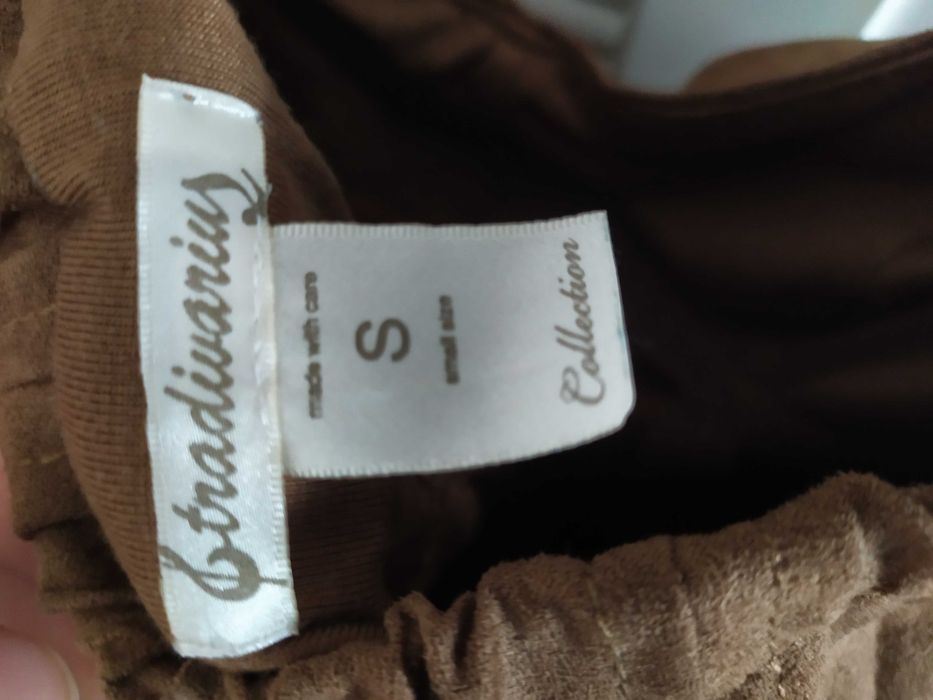 Stradivarius
made with care
S
small size
Collection